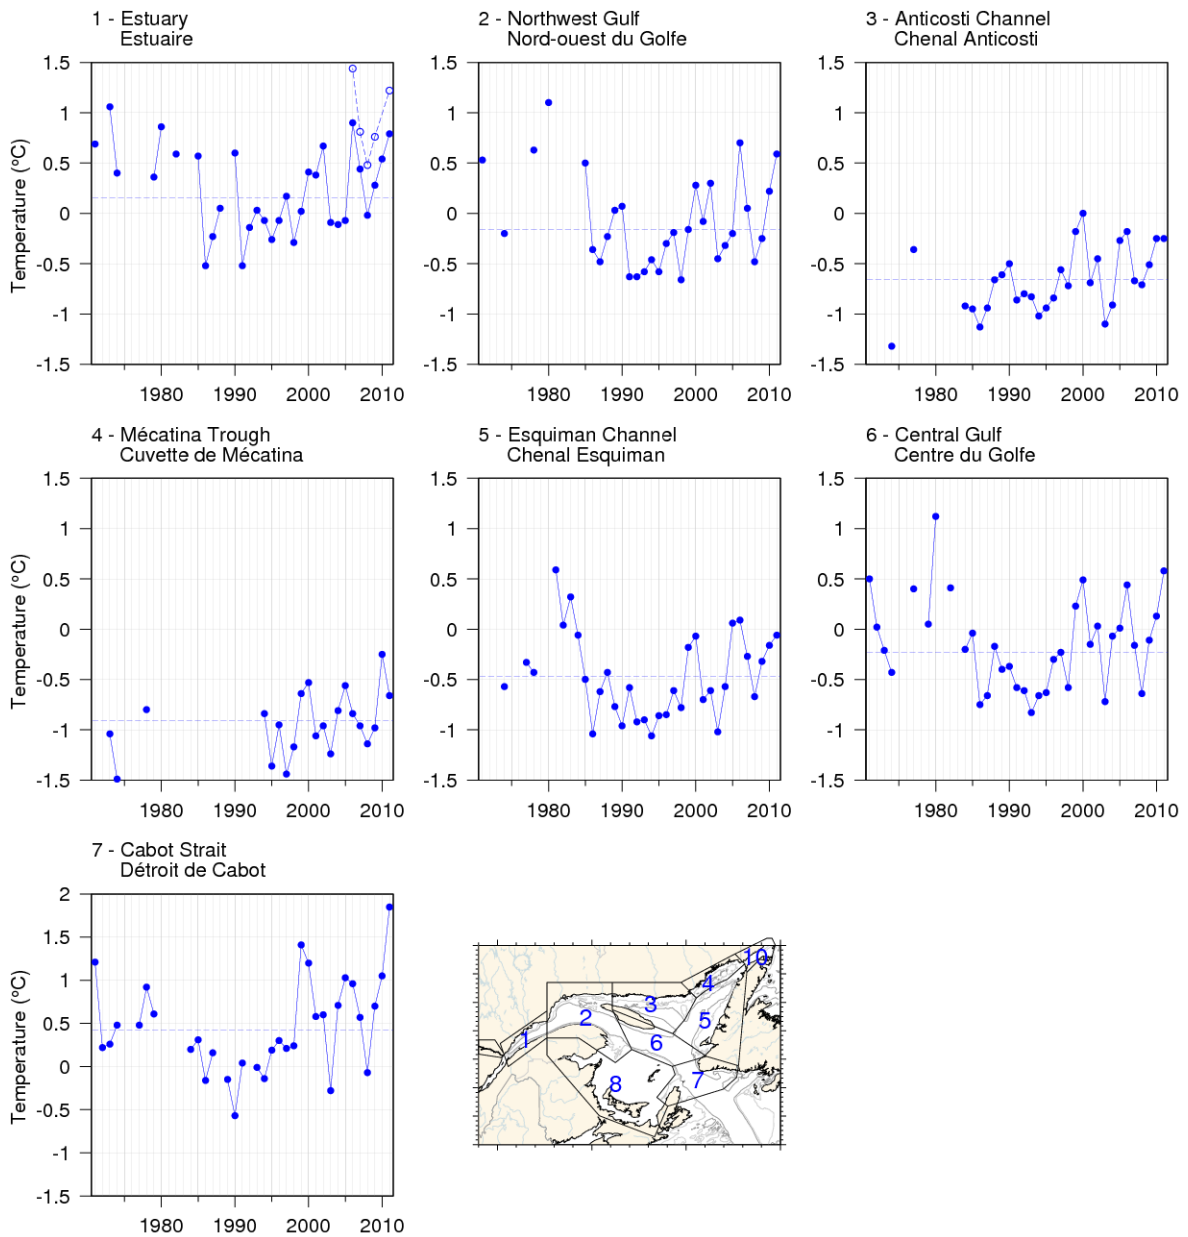 1 - Estuary
Estuaire
2 - Northwest Gulf
Nord-ouest du Golfe
3 - Anticosti Channel
Chenal Anticosti
Temperature (°C)
1.5
1
0.5
0
-0.5
-1
-1.5
1980 1990 2000 2010
1.5
1
0.5
0
-0.5
-1
-1.5
1980 1990 2000 2010
1.5
1
0.5
0
-0.5
-1
-1.5
1980 1990 2000 2010
4 - Mécatina Trough
Cuvette de Mécatina
5 - Esquiman Channel
Chenal Esquiman
6 - Central Gulf
Centre du Golfe
Temperature (°C)
1.5
1
0.5
0
-0.5
-1
-1.5
1980 1990 2000 2010
1.5
1
0.5
0
-0.5
-1
-1.5
1980 1990 2000 2010
1.5
1
0.5
0
-0.5
-1
-1.5
1980 1990 2000 2010
7 - Cabot Strait
Détroit de Cabot
Temperature (°C)
2
1.5
1
0.5
0
-0.5
-1
-1.5
1980 1990 2000 2010
10
4
3
2
5
1
6
7
8